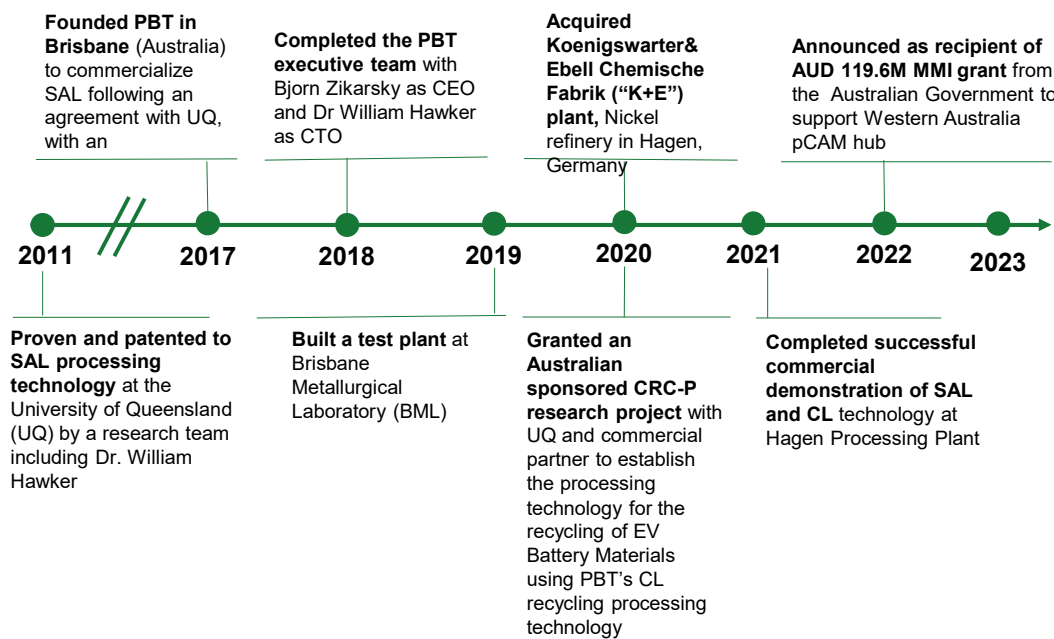 Founded PBT in
Brisbane (Australia)
to commercialize
SAL following an
agreement with UQ,
with an
Completed the PBT
executive team with
Bjorn Zikarsky as CEO
and Dr William Hawker
as CTO
Acquired
Koenigswarter&
Ebell Chemische
Fabrik (“K+E”)
plant, Nickel
refinery in Hagen,
Germany
Announced as recipient of
AUD 119.6M MMI grant from
the Australian Government to
support Western Australia
pCAM hub
2011
2017
2018
2019
2020
2021
2022
2023
Proven and patented to
SAL processing
technology at the
University of Queensland
(UQ) by a research team
including Dr. William
Hawker
Built a test plant at
Brisbane
Metallurgical
Laboratory (BML)
Granted an
Australian
sponsored CRC-P
research project with
UQ and commercial
partner to establish
the processing
technology for the
recycling of EV
Battery Materials
using PBT’s CL
recycling processing
technology
Completed successful
commercial
demonstration of SAL
and CL technology at
Hagen Processing Plant